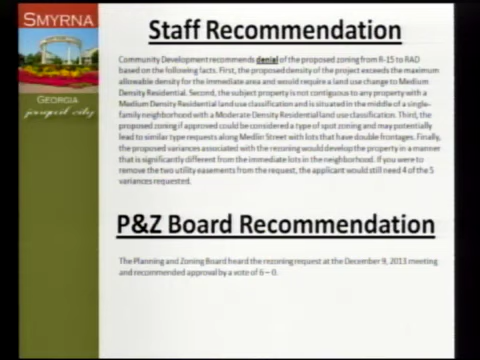 SMYRNA
GEORGIA
jonquil city
Staff Recommendation
Community Development recommends denial of the proposed zoning from R-15 to RAD
based on the following facts. First, the proposed density of the project exceeds the maximum
allowable density for the immediate area and would require a land use change to Medium
Density Residential. Second, the subject property is not contiguous to any property with a
Medium Density Residential land use classification and is situated in the middle of a single-
family neighborhood with a Moderate Density Residential land use classification. Third, the
proposed zoning if approved could be considered a type of spot zoning and may potentially
lead to similar type requests along Medlin Street with lots that have double frontages. Finally,
the proposed variances associated with the rezoning would develop the property in a manner
that is significantly different from the immediate lots in the neighborhood. If you were to
remove the two utility easements from the request, the applicant would still need 4 of the 5
variances requested.
P&Z Board Recommendation
The Planning and Zoning Board heard the rezoning request at the December 9, 2013 meeting
and recommended approval by a vote of 6 – 0.